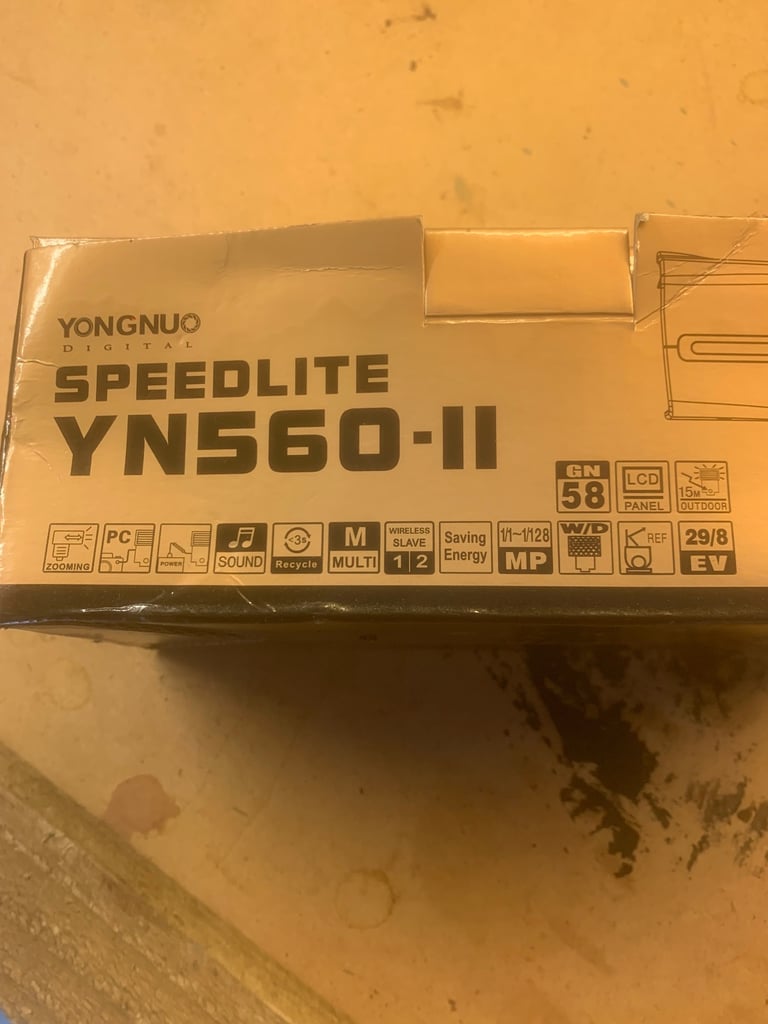 YONGNUO
DIGITAL
SPEEDLITE
YN560-II
GN
58
LCD
PANEL
15M
OUTDOOR
ZOOMING
PC
POWER
SOUND
<3s
Recycle
M
MULTI
WIRELESS
SLAVE
1 2
Saving
Energy
1/1~1/128
MP
W/D
REF
29/8
EV